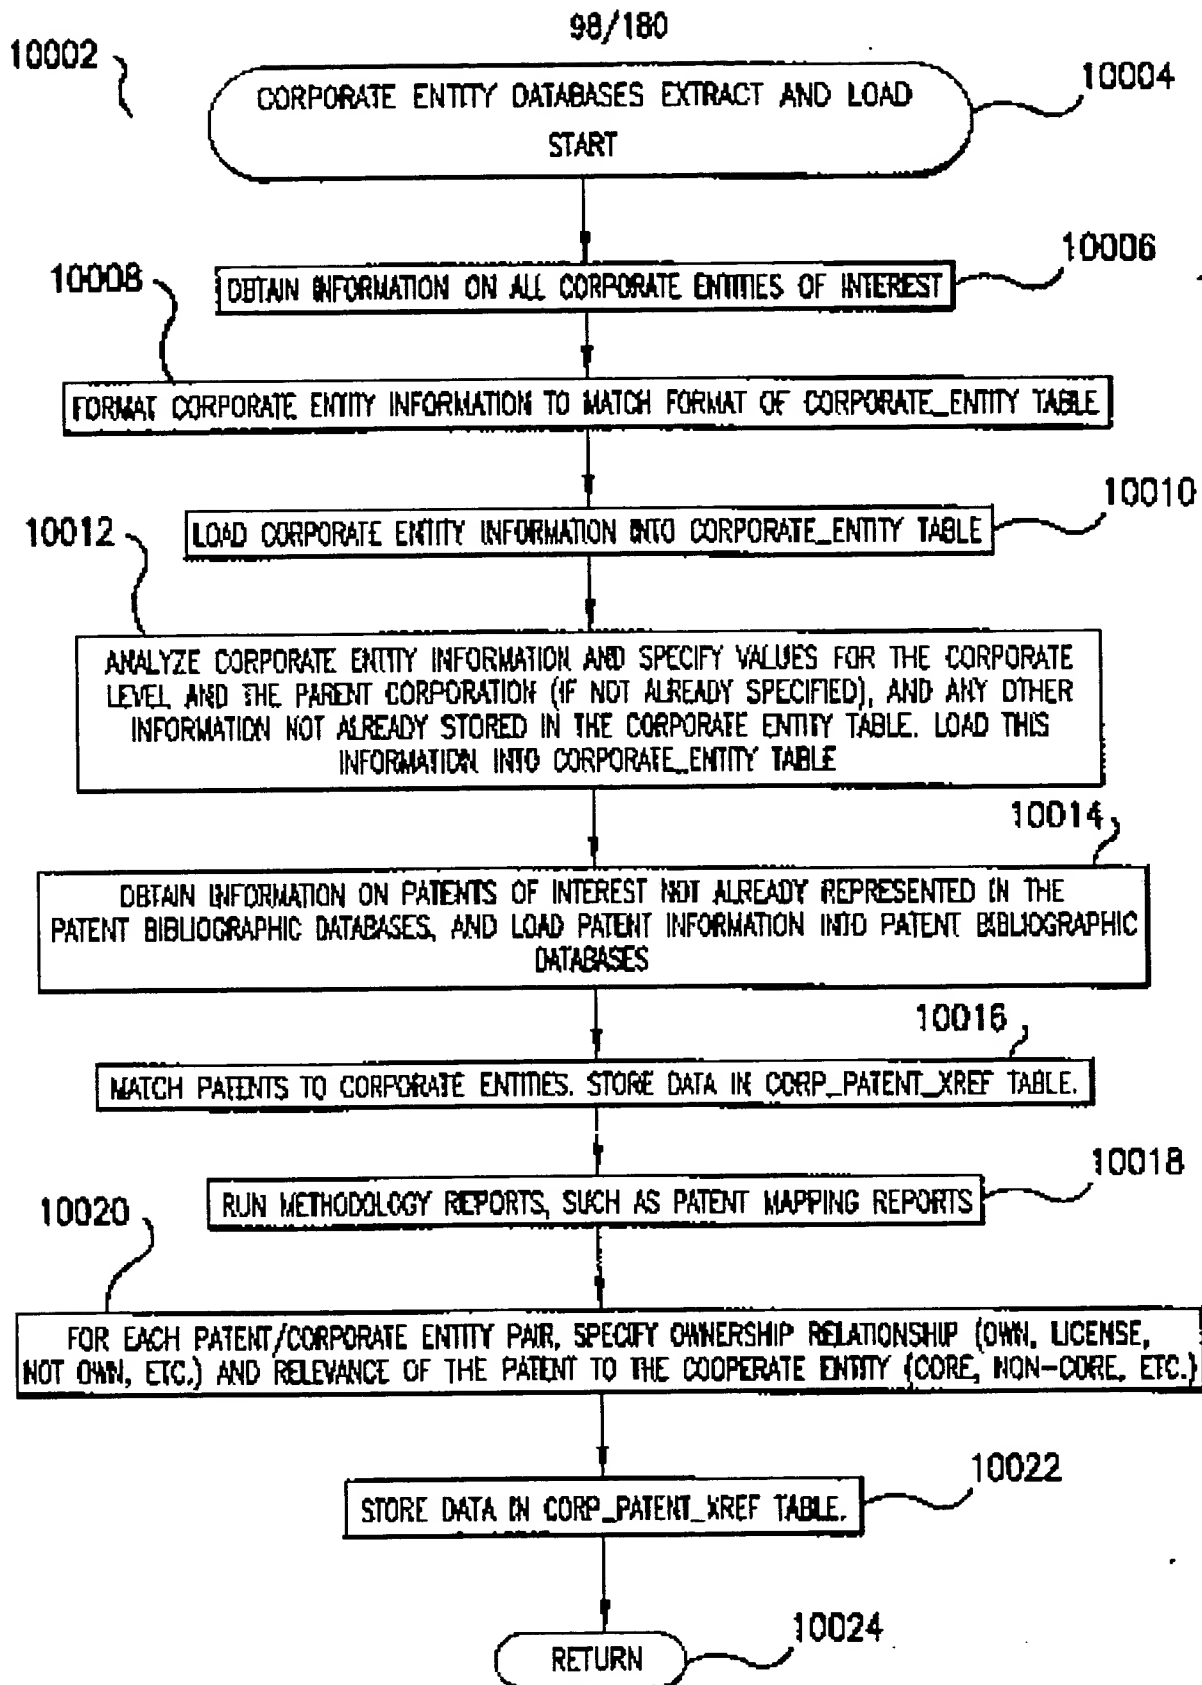 98/180
10002
CORPORATE ENTITY DATABASES EXTRACT AND LOAD
START
10004
10006
OBTAIN INFORMATION ON ALL CORPORATE ENTITIES OF INTEREST
10008
FORMAT CORPORATE ENTITY INFORMATION TO MATCH FORMAT OF CORPORATE_ENTITY TABLE
10010
LOAD CORPORATE ENTITY INFORMATION INTO CORPORATE_ENTITY TABLE
10012
ANALYZE CORPORATE ENTITY INFORMATION AND SPECIFY VALUES FOR THE CORPORATE
LEVEL AND THE PARENT CORPORATION (IF NOT ALREADY SPECIFIED), AND ANY OTHER
INFORMATION NOT ALREADY STORED IN THE CORPORATE ENTITY TABLE. LOAD THIS
INFORMATION INTO CORPORATE_ENTITY TABLE
10014
OBTAIN INFORMATION ON PATENTS OF INTEREST NOT ALREADY REPRESENTED IN THE
PATENT BIBLIOGRAPHIC DATABASES, AND LOAD PATENT INFORMATION INTO PATENT BIBLIOGRAPHIC
DATABASES
10016
MATCH PATENTS TO CORPORATE ENTITIES. STORE DATA IN CORP_PATENT_XREF TABLE.
10018
RUN METHODOLOGY REPORTS, SUCH AS PATENT MAPPING REPORTS
10020
FOR EACH PATENT/CORPORATE ENTITY PAIR, SPECIFY OWNERSHIP RELATIONSHIP (OWN, LICENSE,
NOT OWN, ETC.) AND RELEVANCE OF THE PATENT TO THE COOPERATE ENTITY (CORE, NON-CORE, ETC.)
10022
STORE DATA IN CORP_PATENT_XREF TABLE.
10024
RETURN